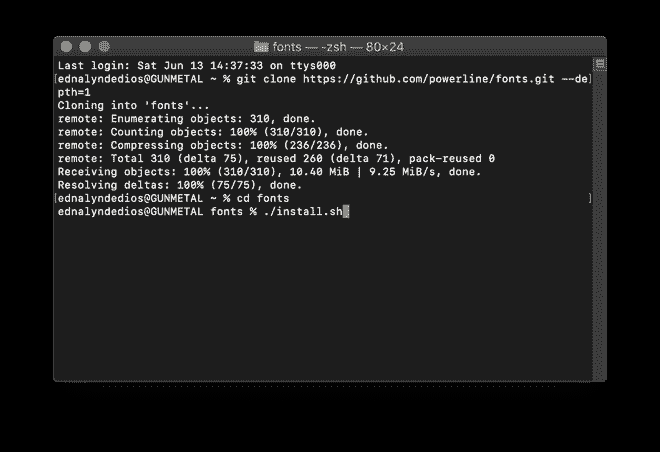 fonts — -zsh — 80×24
Last login: Sat Jun 13 14:37:33 on ttys000
[ednalyndedios@GUNMETAL ~ % git clone https://github.com/powerline/fonts.git --de]
pth=1
Cloning into 'fonts'...
remote: Enumerating objects: 310, done.
remote: Counting objects: 100% (310/310), done.
remote: Compressing objects: 100% (236/236), done.
remote: Total 310 (delta 75), reused 260 (delta 71), pack-reused 0
Receiving objects: 100% (310/310), 10.40 MiB | 9.25 MiB/s, done.
Resolving deltas: 100% (75/75), done.
[ednalyndedios@GUNMETAL ~ % cd fonts ]
ednalyndedios@GUNMETAL fonts % ./install.sh